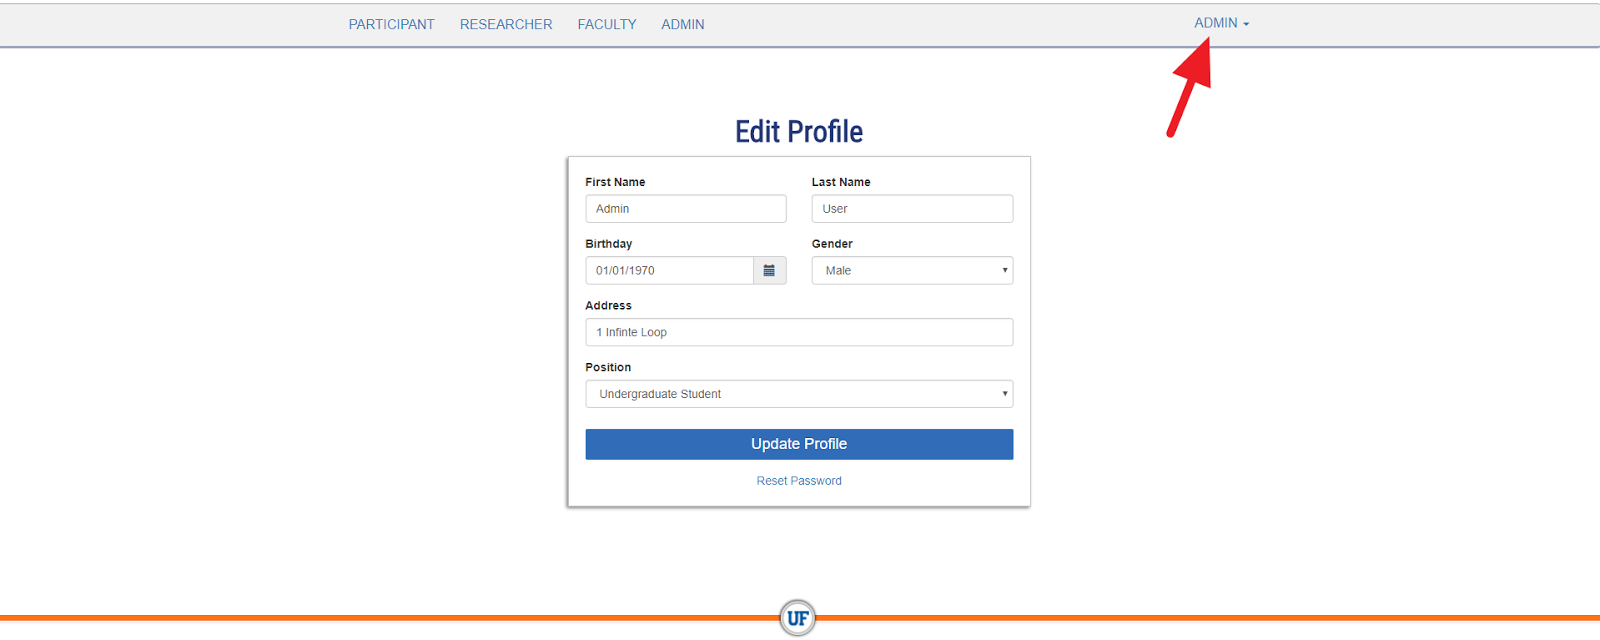 PARTICIPANT RESEARCHER FACULTY ADMIN ADMIN
Edit Profile
First Name Last Name
Admin User
Birthday Gender
01/01/1970 Male
Address
1 Infinte Loop
Position
Undergraduate Student
Update Profile
Reset Password
UF